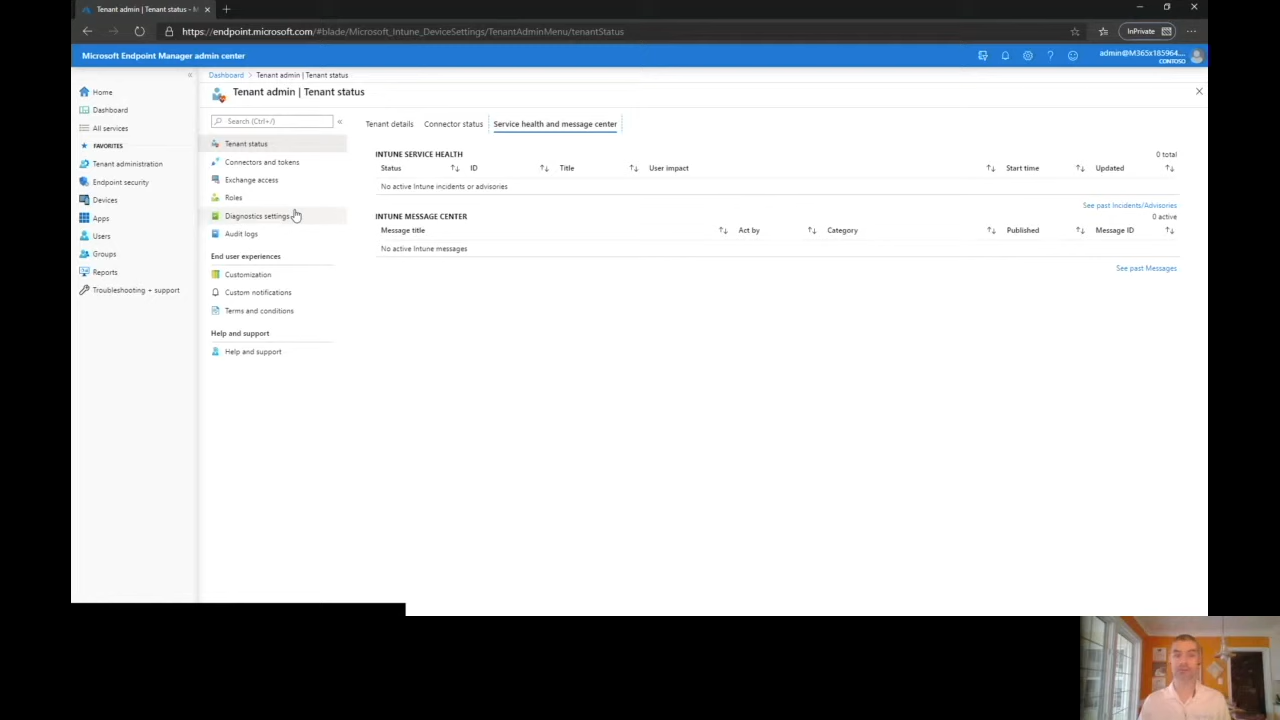 Tenant admin | Tenant status - M
https://endpoint.microsoft.com/#blade/Microsoft_Intune_DeviceSettings/TenantAdminMenu/tenantStatus
InPrivate
Microsoft Endpoint Manager admin center
admin@M365x185964....
CONTOSO
Home
Dashboard
All services
FAVORITES
Tenant administration
Endpoint security
Devices
Apps
Users
Groups
Reports
Troubleshooting + support
Dashboard > Tenant admin | Tenant status
Tenant admin | Tenant status
Search (Ctrl+/)
Tenant status
Connectors and tokens
Exchange access
Roles
Diagnostics settings
Audit logs
End user experiences
Customization
Custom notifications
Terms and conditions
Help and support
Help and support
Tenant details Connector status Service health and message center
INTUNE SERVICE HEALTH 0 total
Status ID Title User impact Start time Updated
No active Intune incidents or advisories
See past Incidents/Advisories
INTUNE MESSAGE CENTER 0 active
Message title Act by Category Published Message ID
No active Intune messages
See past Messages